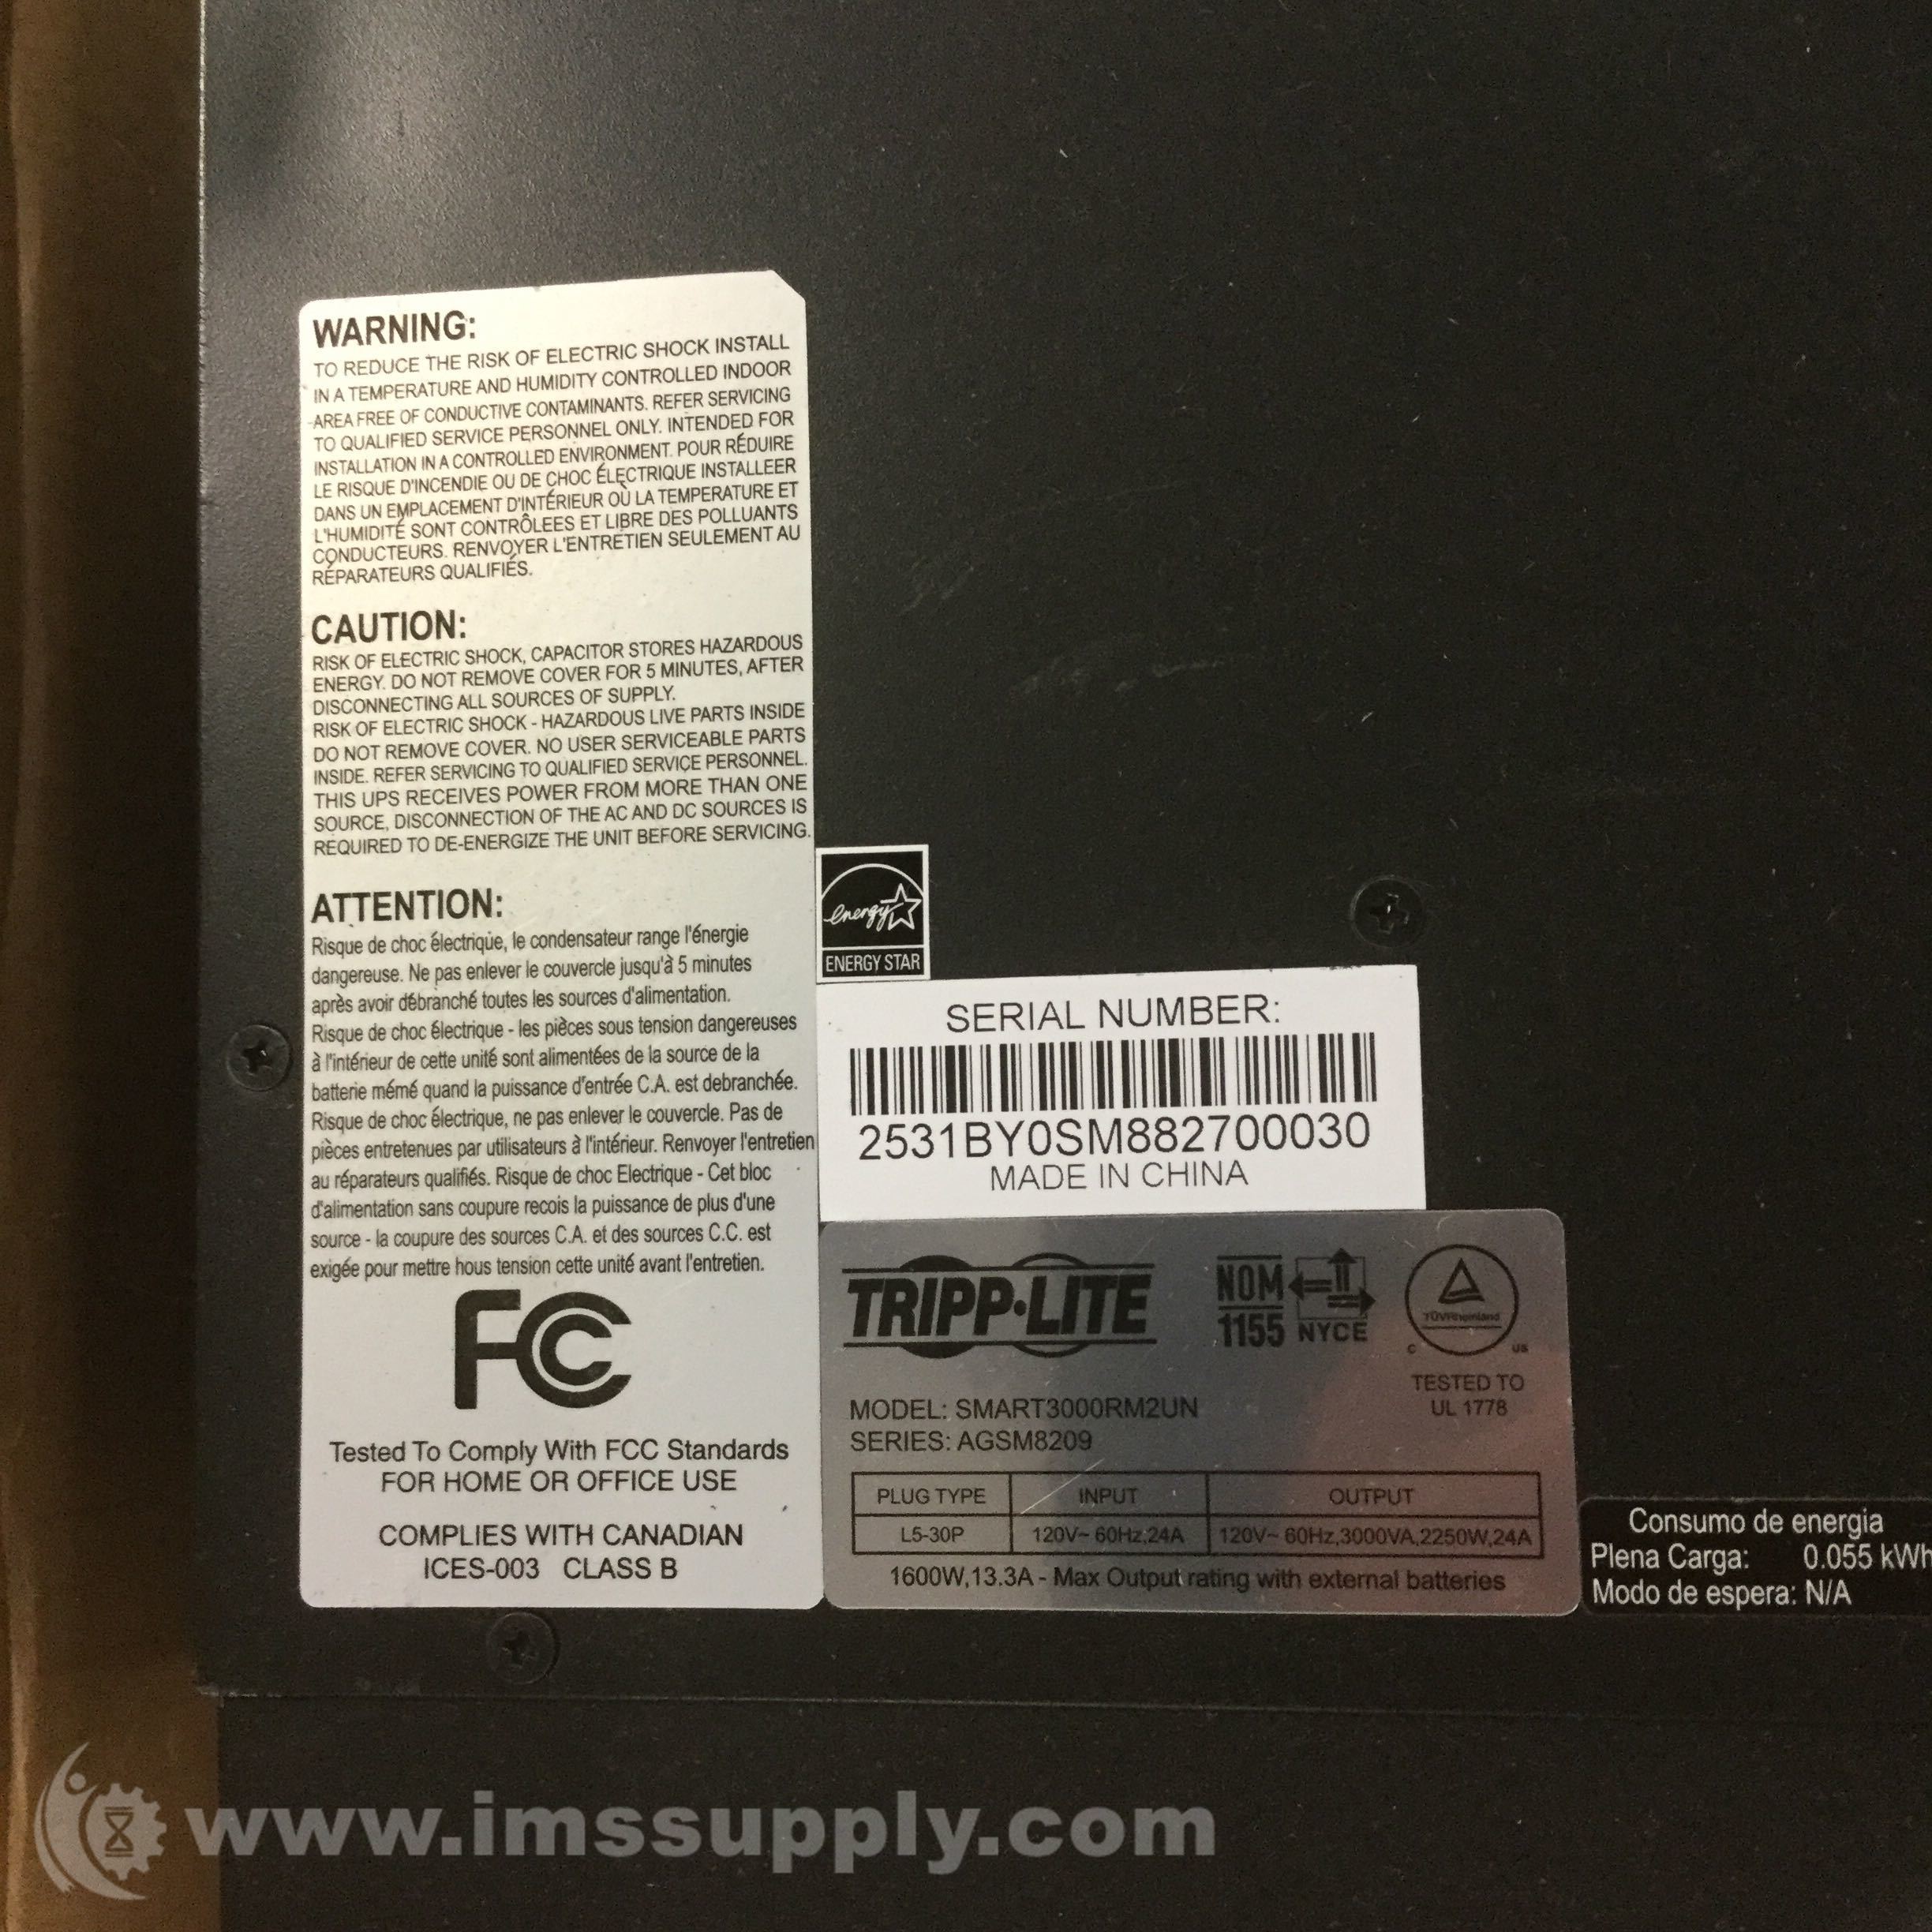 WARNING:
TO REDUCE THE RISK OF ELECTRIC SHOCK INSTALL
IN A TEMPERATURE AND HUMIDITY CONTROLLED INDOOR
AREA FREE OF CONDUCTIVE CONTAMINANTS. REFER SERVICING
TO QUALIFIED SERVICE PERSONNEL ONLY. INTENDED FOR
INSTALLATION IN A CONTROLLED ENVIRONMENT. POUR RÉDUIRE
LE RISQUE D'INCENDIE OU DE CHOC ÉLECTRIQUE INSTALLEER
DANS UN EMPLACEMENT D'INTÉRIEUR OÙ LA TEMPERATURE ET
L'HUMIDITÉ SONT CONTRÔLEES ET LIBRE DES POLLUANTS
CONDUCTEURS. RENVOYER L'ENTRETIEN SEULEMENT AU
RÉPARATEURS QUALIFIÉS.
CAUTION:
RISK OF ELECTRIC SHOCK, CAPACITOR STORES HAZARDOUS
ENERGY. DO NOT REMOVE COVER FOR 5 MINUTES, AFTER
DISCONNECTING ALL SOURCES OF SUPPLY.
RISK OF ELECTRIC SHOCK - HAZARDOUS LIVE PARTS INSIDE
DO NOT REMOVE COVER. NO USER SERVICEABLE PARTS
INSIDE. REFER SERVICING TO QUALIFIED SERVICE PERSONNEL.
THIS UPS RECEIVES POWER FROM MORE THAN ONE
SOURCE, DISCONNECTION OF THE AC AND DC SOURCES IS
REQUIRED TO DE-ENERGIZE THE UNIT BEFORE SERVICING.
ATTENTION:
Risque de choc électrique, le condensateur range l'énergie
dangereuse. Ne pas enlever le couvercle jusqu'à 5 minutes
après avoir débranché toutes les sources d'alimentation.
Risque de choc électrique - les pièces sous tension dangereuses
à l'intérieur de cette unité sont alimentées de la source de la
batterie mémé quand la puissance d'entrée C.A. est debranchée.
Risque de choc électrique, ne pas enlever le couvercle. Pas de
pièces entretenues par utilisateurs à l'intérieur. Renvoyer l'entretien
au réparateurs qualifiés. Risque de choc Electrique - Cet bloc
d'alimentation sans coupure recois la puissance de plus d'une
source - la coupure des sources C.A. et des sources C.C. est
exigée pour mettre hous tension cette unité avant l'entretien.
FC
Tested To Comply With FCC Standards
FOR HOME OR OFFICE USE
COMPLIES WITH CANADIAN
ICES-003 CLASS B
energy
ENERGY STAR
SERIAL NUMBER:
2531BY0SM882700030
MADE IN CHINA
TRIPP·LITE
NOM
1155 NYCE
TÜVRheinland
C US
TESTED TO
UL 1778
MODEL: SMART3000RM2UN
SERIES: AGSM8209
PLUG TYPE INPUT OUTPUT
L5-30P 120V~ 60Hz,24A 120V~ 60Hz,3000VA,2250W,24A
1600W,13.3A - Max Output rating with external batteries
Consumo de energia
Plena Carga: 0.055 kWh
Modo de espera: N/A
www.imssupply.com